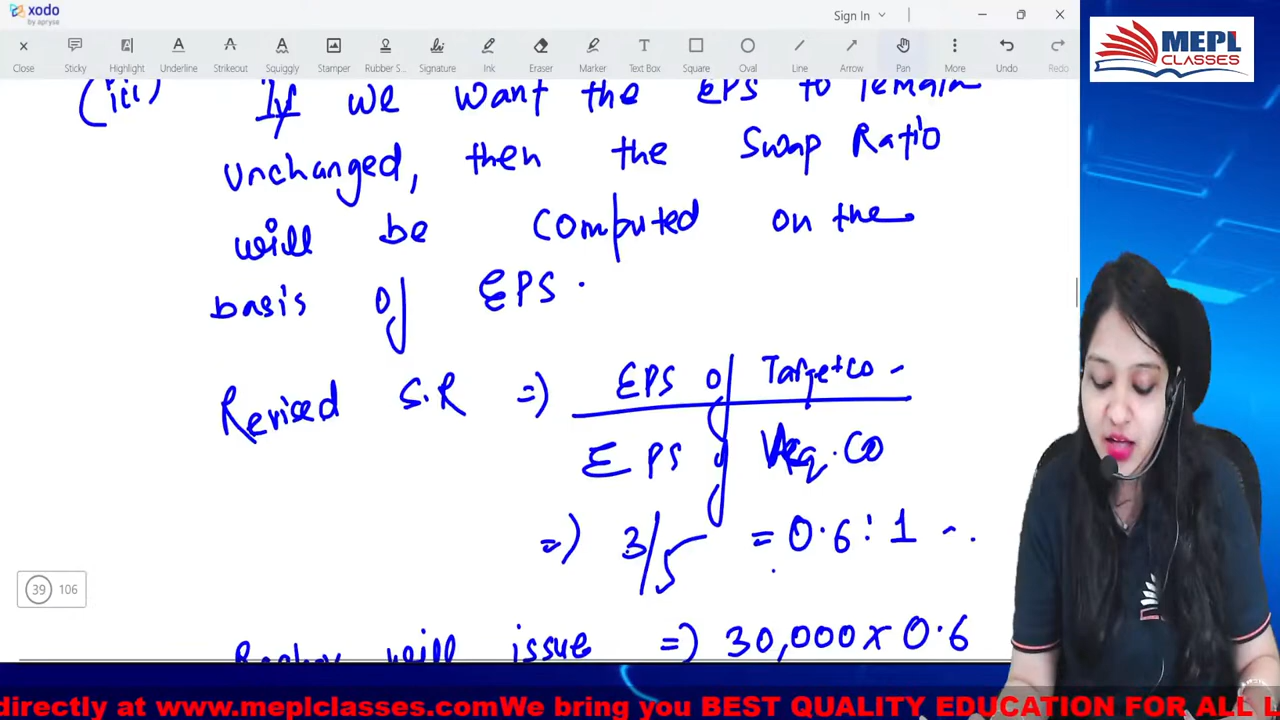 xodo
by apryse
Sign In
Close
Sticky
Highlight
Underline
Strikeout
Squiggly
Stamper
Rubber
Signature
Ink
Eraser
Marker
Text Box
Square
Oval
Line
Arrow
Pan
More
Undo
Redo
MEPL
CLASSES
(iii) If we want the EPS to remain
unchanged, then the Swap Ratio
will be computed on the
basis of EPS.
Revised S.R => EPS of Target Co.
EPS of Acq. Co
=> 3/5 = 0.6:1
39 106
will issue => 30,000 x 0.6
directly at www.meplclasses.comWe bring you BEST QUALITY EDUCATION FOR ALL L